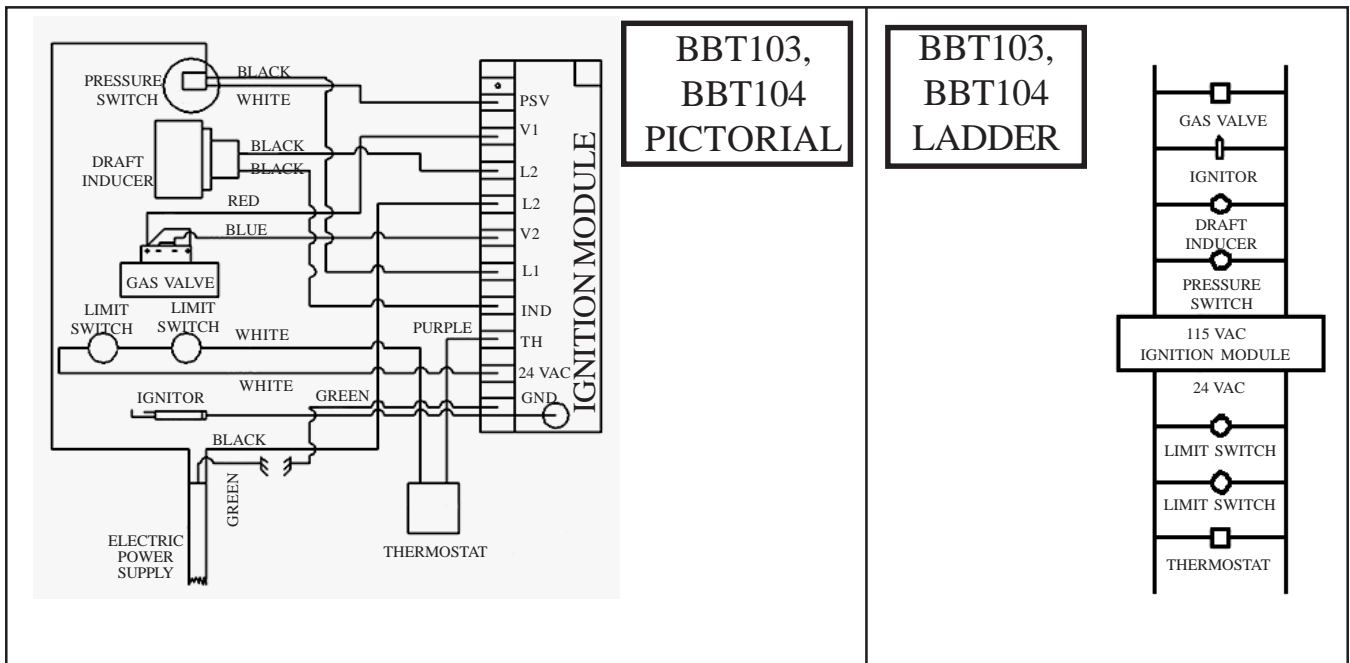 BBT103,
BBT104
PICTORIAL
PRESSURE
SWITCH
BLACK
WHITE
DRAFT
INDUCER
BLACK
BLACK
RED
BLUE
GAS VALVE
LIMIT
SWITCH
LIMIT
SWITCH
WHITE
WHITE
PURPLE
IGNITOR
GREEN
BLACK
GREEN
ELECTRIC
POWER
SUPPLY
THERMOSTAT
PSV
V1
L2
L2
V2
L1
IND
TH
24 VAC
GND
IGNITION MODULE
BBT103,
BBT104
LADDER
GAS VALVE
IGNITOR
DRAFT
INDUCER
PRESSURE
SWITCH
115 VAC
IGNITION MODULE
24 VAC
LIMIT SWITCH
LIMIT SWITCH
THERMOSTAT